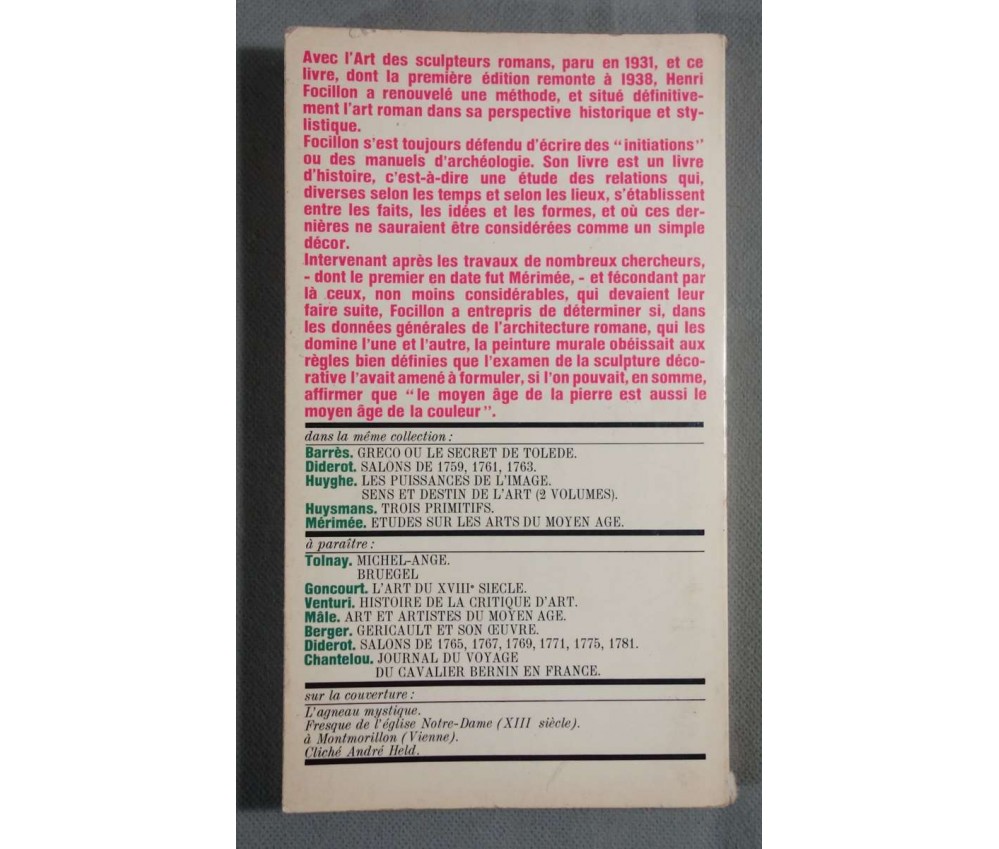 Avec l'Art des sculpteurs romans, paru en 1931, et ce
livre, dont la première édition remonte à 1938, Henri
Focillon a renouvelé une méthode, et situé définitive-
ment l'art roman dans sa perspective historique et sty-
listique.
Focillon s'est toujours défendu d'écrire des "initiations"
ou des manuels d'archéologie. Son livre est un livre
d'histoire, c'est-à-dire une étude des relations qui,
diverses selon les temps et selon les lieux, s'établissent
entre les faits, les idées et les formes, et où ces der-
nières ne sauraient être considérées comme un simple
décor.
Intervenant après les travaux de nombreux chercheurs,
- dont le premier en date fut Mérimée, - et fécondant par
là ceux, non moins considérables, qui devaient leur
faire suite, Focillon a entrepris de déterminer si, dans
les données générales de l'architecture romane, qui les
domine l'une et l'autre, la peinture murale obéissait aux
règles bien définies que l'examen de la sculpture déco-
rative l'avait amené à formuler, si l'on pouvait, en somme,
affirmer que "le moyen âge de la pierre est aussi le
moyen âge de la couleur".
dans la même collection :
Barrès. GRECO OU LE SECRET DE TOLEDE.
Diderot. SALONS DE 1759, 1761, 1763.
Huyghe. LES PUISSANCES DE L'IMAGE.
SENS ET DESTIN DE L'ART (2 VOLUMES).
Huysmans. TROIS PRIMITIFS.
Mérimée. ETUDES SUR LES ARTS DU MOYEN AGE.
à paraître :
Tolnay. MICHEL-ANGE.
BRUEGEL
Goncourt. L'ART DU XVIIIe SIECLE.
Venturi. HISTOIRE DE LA CRITIQUE D'ART.
Mâle. ART ET ARTISTES DU MOYEN AGE.
Berger. GERICAULT ET SON ŒUVRE.
Diderot. SALONS DE 1765, 1767, 1769, 1771, 1775, 1781.
Chantelou. JOURNAL DU VOYAGE
DU CAVALIER BERNIN EN FRANCE.
sur la couverture :
L'agneau mystique.
Fresque de l'église Notre-Dame (XIII siècle).
à Montmorillon (Vienne).
Cliché André Held.